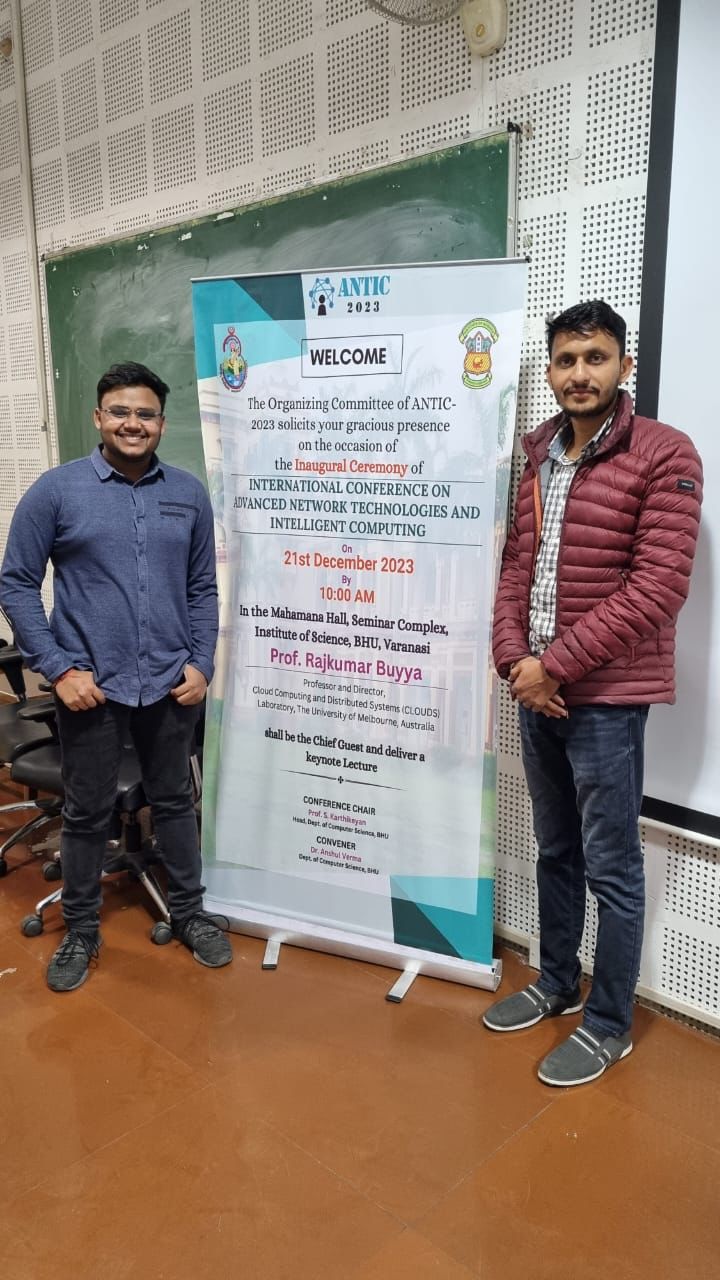 ANTIC
2023
WELCOME
The Organizing Committee of ANTIC-
2023 solicits your gracious presence
on the occasion of
the Inaugural Ceremony of
INTERNATIONAL CONFERENCE ON
ADVANCED NETWORK TECHNOLOGIES AND
INTELLIGENT COMPUTING
On
21st December 2023
By
10:00 AM
In the Mahamana Hall, Seminar Complex,
Institute of Science, BHU, Varanasi
Prof. Rajkumar Buyya
Professor and Director,
Cloud Computing and Distributed Systems (CLOUDS)
Laboratory, The University of Melbourne, Australia
shall be the Chief Guest and deliver a
keynote Lecture
CONFERENCE CHAIR
Prof. S. Karthikeyan
Head, Dept. of Computer Science, BHU
CONVENER
Dr. Anshul Verma
Dept. of Computer Science, BHU